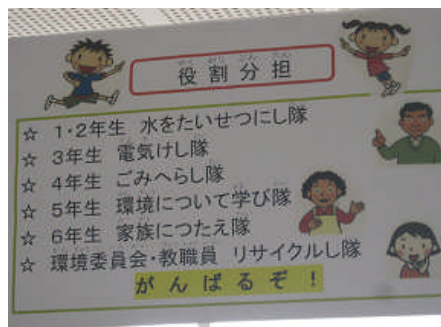 役割分担
☆ 1・2年生 水をたいせつにし隊
☆ 3年生 電気けし隊
☆ 4年生 ごみへらし隊
☆ 5年生 環境について学び隊
☆ 6年生 家族につたえ隊
☆ 環境委員会・教職員 リサイクルし隊
がんばるぞ！